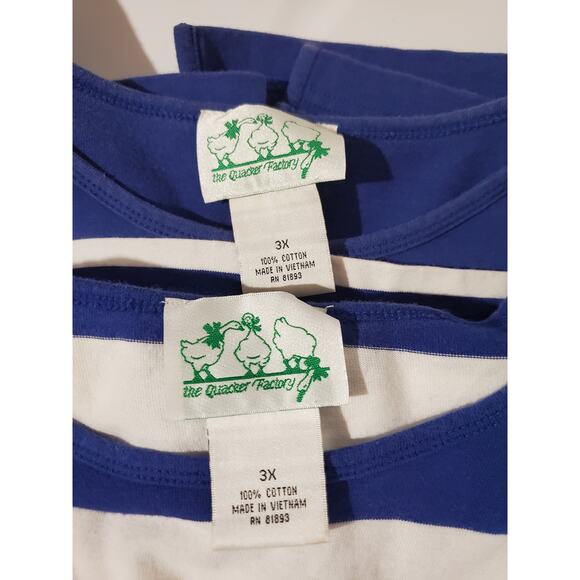 the Quacker Factory
3X
100% COTTON
MADE IN VIETNAM
RN 81893
the Quacker Factory
3X
100% COTTON
MADE IN VIETNAM
RN 81893